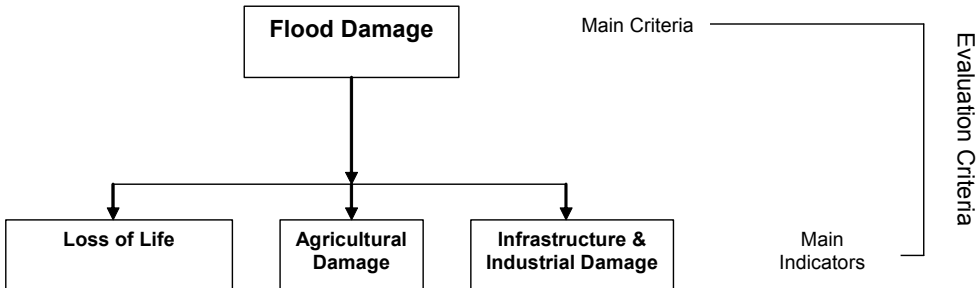 Flood Damage
Main Criteria
Evaluation Criteria
Loss of Life
Agricultural
Damage
Infrastructure &
Industrial Damage
Main
Indicators